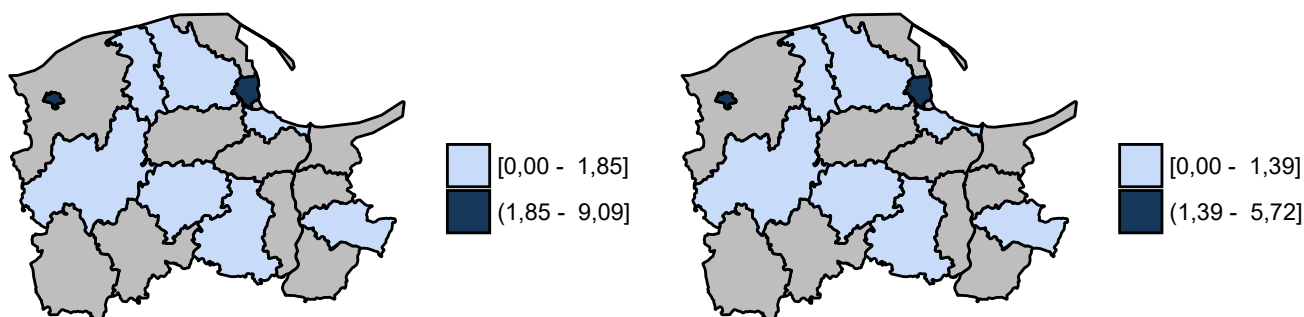 [0,00 - 1,85]
(1,85 - 9,09]
[0,00 - 1,39]
(1,39 - 5,72]